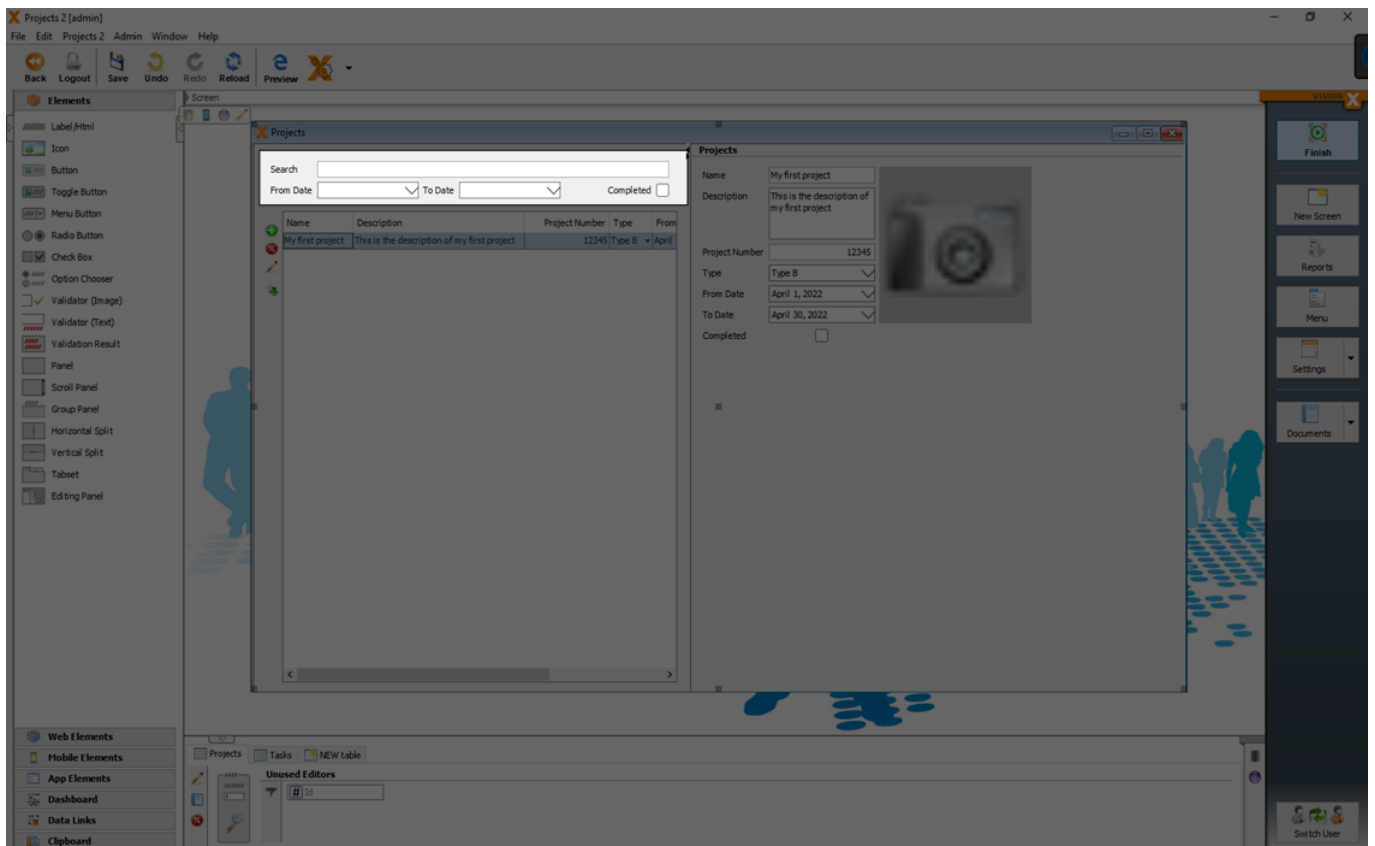 Projects 2 [admin]
File Edit Projects 2 Admin Window Help
Back Logout Save Undo Redo Reload Preview
Elements
Label/Html
Icon
Button
Toggle Button
Menu Button
Radio Button
Check Box
Option Chooser
Validator (Image)
Validator (Text)
Validation Result
Panel
Scroll Panel
Group Panel
Horizontal Split
Vertical Split
Tabset
Editing Panel
Web Elements
Mobile Elements
App Elements
Dashboard
Data Links
Clipboard
Screen
Projects
Search
From Date To Date Completed
Name Description Project Number Type From
My first project This is the description of my first project 12345 Type B April
Projects
Name My first project
Description This is the description of
my first project
Project Number 12345
Type Type B
From Date April 1, 2022
To Date April 30, 2022
Completed
Projects Tasks NEW table
Unused Editors
# Id
VISION X
Finish
New Screen
Reports
Menu
Settings
Documents
Switch User